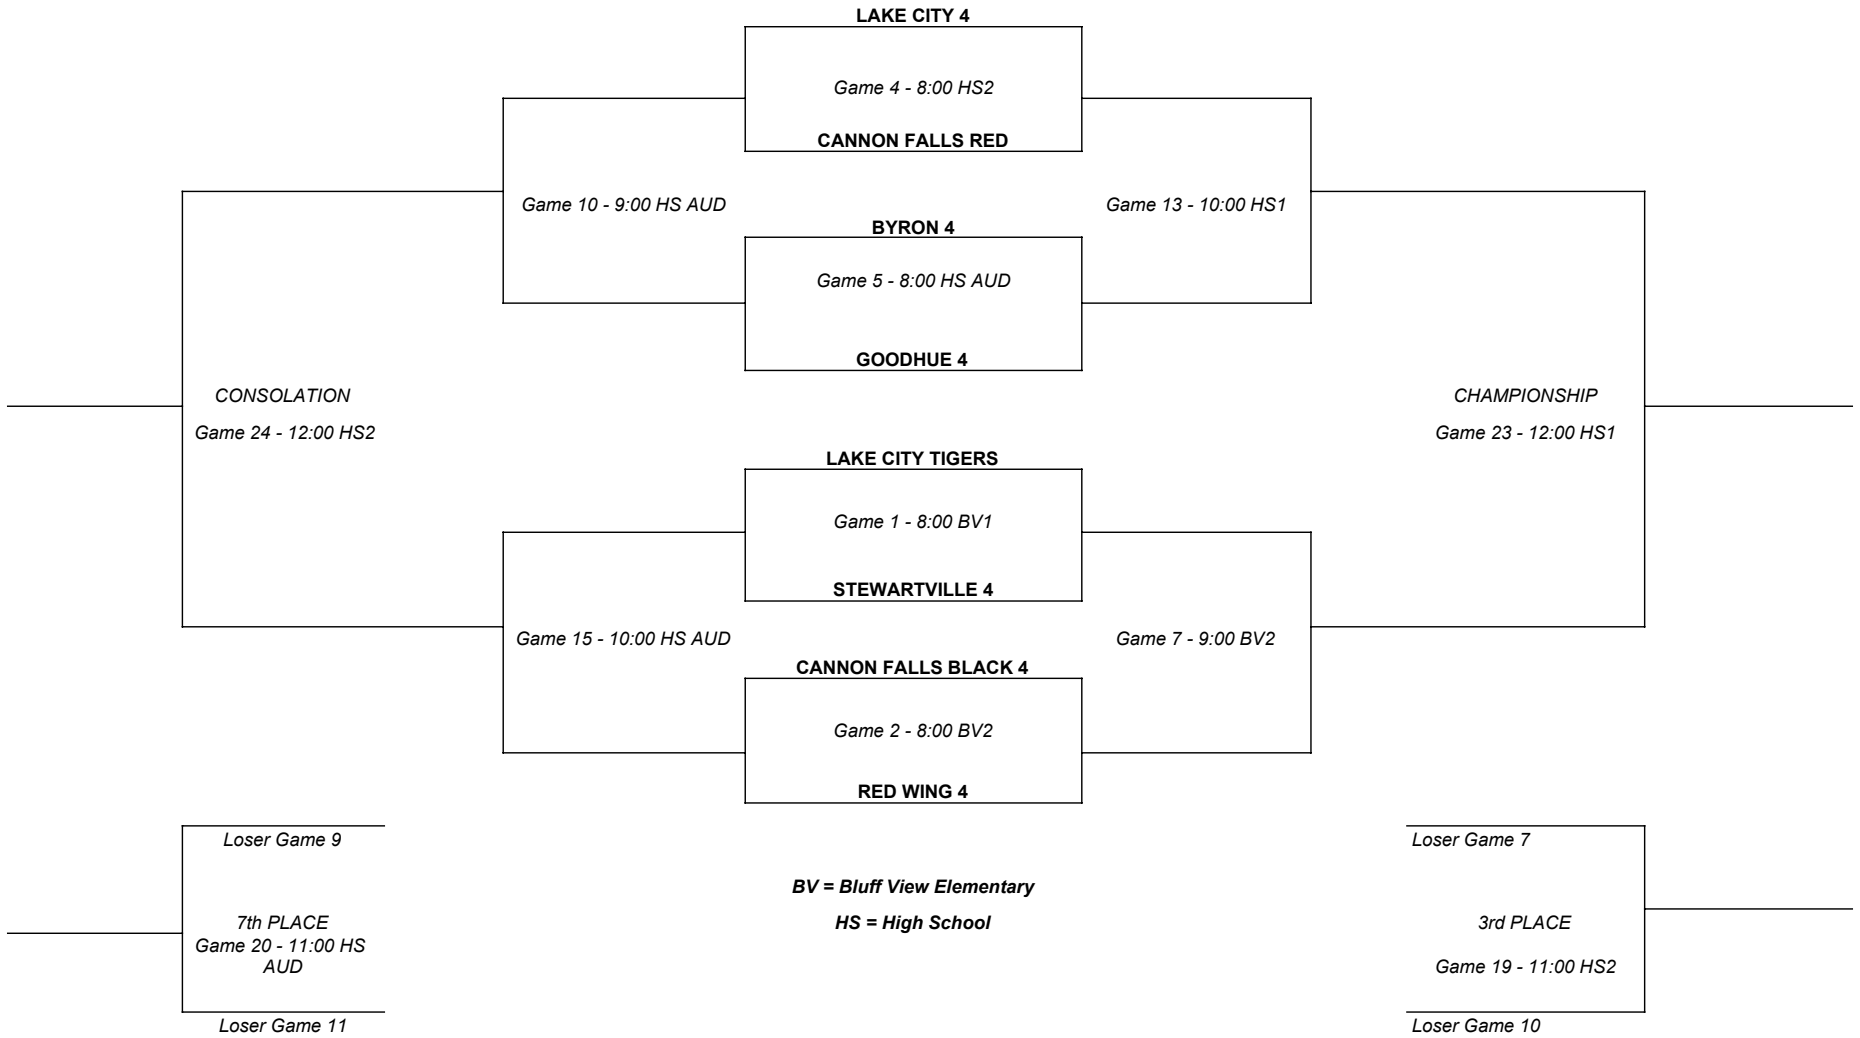 LAKE CITY 4
Game 4 - 8:00 HS2
CANNON FALLS RED
Game 10 - 9:00 HS AUD
Game 13 - 10:00 HS1
BYRON 4
Game 5 - 8:00 HS AUD
GOODHUE 4
CONSOLATION
CHAMPIONSHIP
Game 24 - 12:00 HS2
Game 23 - 12:00 HS1
LAKE CITY TIGERS
Game 1 - 8:00 BV1
STEWARTVILLE 4
Game 15 - 10:00 HS AUD
Game 7 - 9:00 BV2
CANNON FALLS BLACK 4
Game 2 - 8:00 BV2
RED WING 4
Loser Game 9
Loser Game 7
BV = Bluff View Elementary
HS = High School
7th PLACE
Game 20 - 11:00 HS
AUD
3rd PLACE
Game 19 - 11:00 HS2
Loser Game 11
Loser Game 10